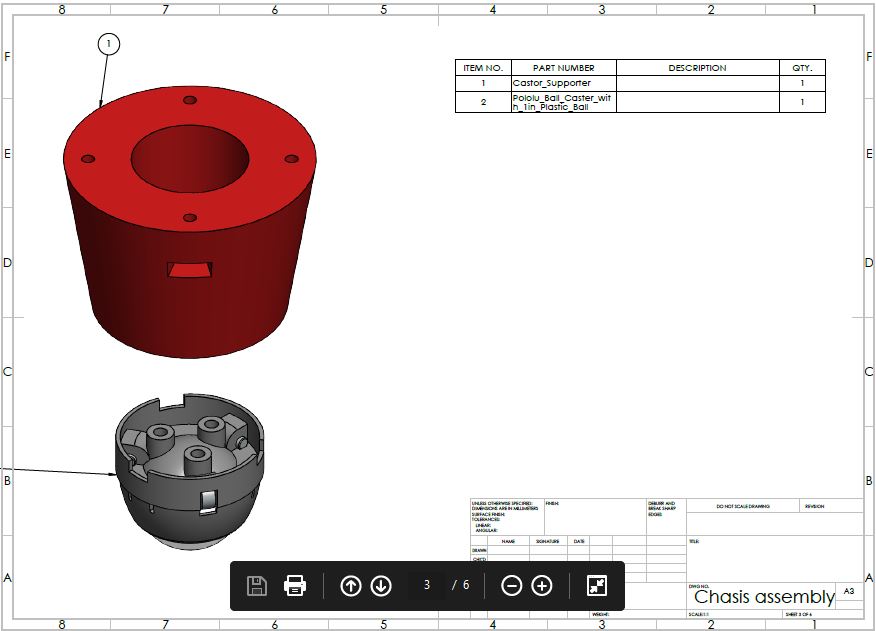 8 7 6 5 4 3 2 1
F F
1
ITEM NO. PART NUMBER DESCRIPTION QTY.
1 Castor_Supporter 1
2 Pololu_Ball_Caster_wit
h_1in_Plastic_Ball 1
E E
D D
C C
B B
UNLESS OTHERWISE SPECIFIED:
DIMENSIONS ARE IN MILLIMETERS
SURFACE FINISH:
TOLERANCES:
LINEAR:
ANGULAR:
FINISH:
DEBURR AND
BREAK SHARP
EDGES
DO NOT SCALE DRAWING
REVISION
NAME SIGNATURE DATE
TITLE:
DRAWN
CHK'D
A A
3 / 6
DWG NO.
Chasis assembly
A3
WEIGHT:
SCALE:1:1
SHEET 3 OF 6
8 7 6 5 4 3 2 1